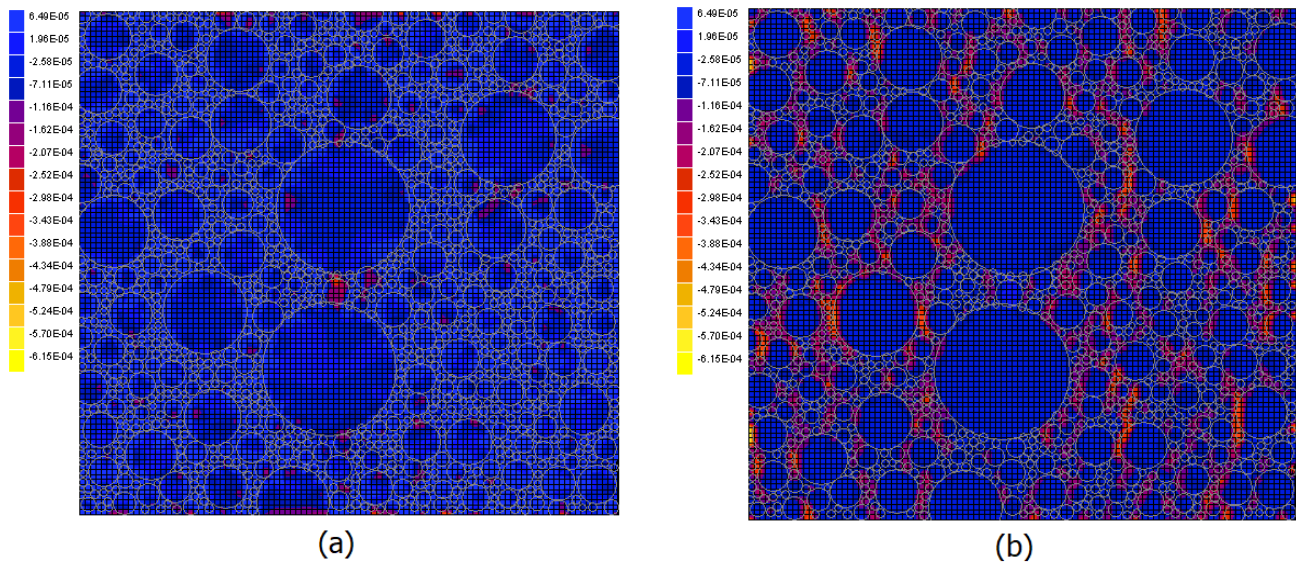 6.49E-05
1.96E-05
-2.58E-05
-7.11E-05
-1.16E-04
-1.62E-04
-2.07E-04
-2.52E-04
-2.98E-04
-3.43E-04
-3.88E-04
-4.34E-04
-4.79E-04
-5.24E-04
-5.70E-04
-6.15E-04
(a)
6.49E-05
1.96E-05
-2.58E-05
-7.11E-05
-1.16E-04
-1.62E-04
-2.07E-04
-2.52E-04
-2.98E-04
-3.43E-04
-3.88E-04
-4.34E-04
-4.79E-04
-5.24E-04
-5.70E-04
-6.15E-04
(b)